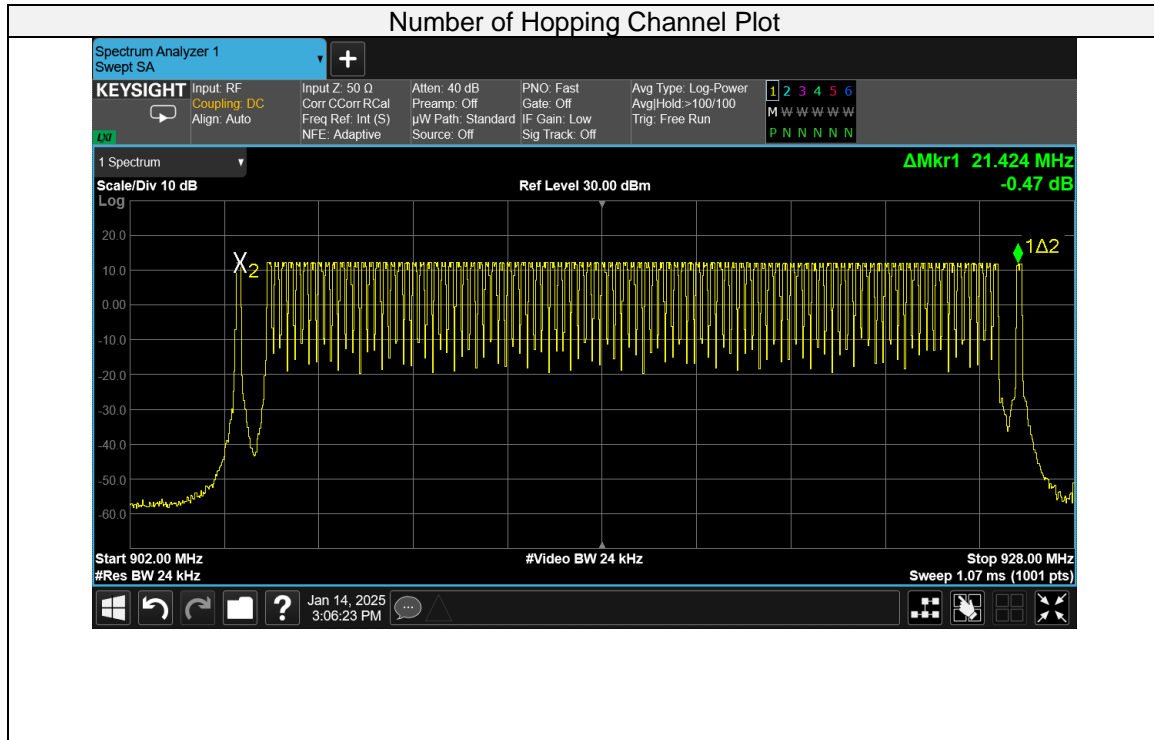 Number of Hopping Channel Plot
Spectrum Analyzer 1
Swept SA
KEYSIGHT
LXI
Input: RF
Coupling: DC
Align: Auto
Input Z: 50 Ω
Corr CCorr RCal
Freq Ref: Int (S)
NFE: Adaptive
Atten: 40 dB
Preamp: Off
µW Path: Standard
Source: Off
PNO: Fast
Gate: Off
IF Gain: Low
Sig Track: Off
Avg Type: Log-Power
Avg|Hold:>100/100
Trig: Free Run
1 2 3 4 5 6
M W W W W W
P N N N N N
1 Spectrum
ΔMkr1 21.424 MHz
-0.47 dB
Scale/Div 10 dB
Ref Level 30.00 dBm
Log
20.0
10.0
0.00
-10.0
-20.0
-30.0
-40.0
-50.0
-60.0
X2
1Δ2
Start 902.00 MHz
#Video BW 24 kHz
Stop 928.00 MHz
#Res BW 24 kHz
Sweep 1.07 ms (1001 pts)
Jan 14, 2025
3:06:23 PM